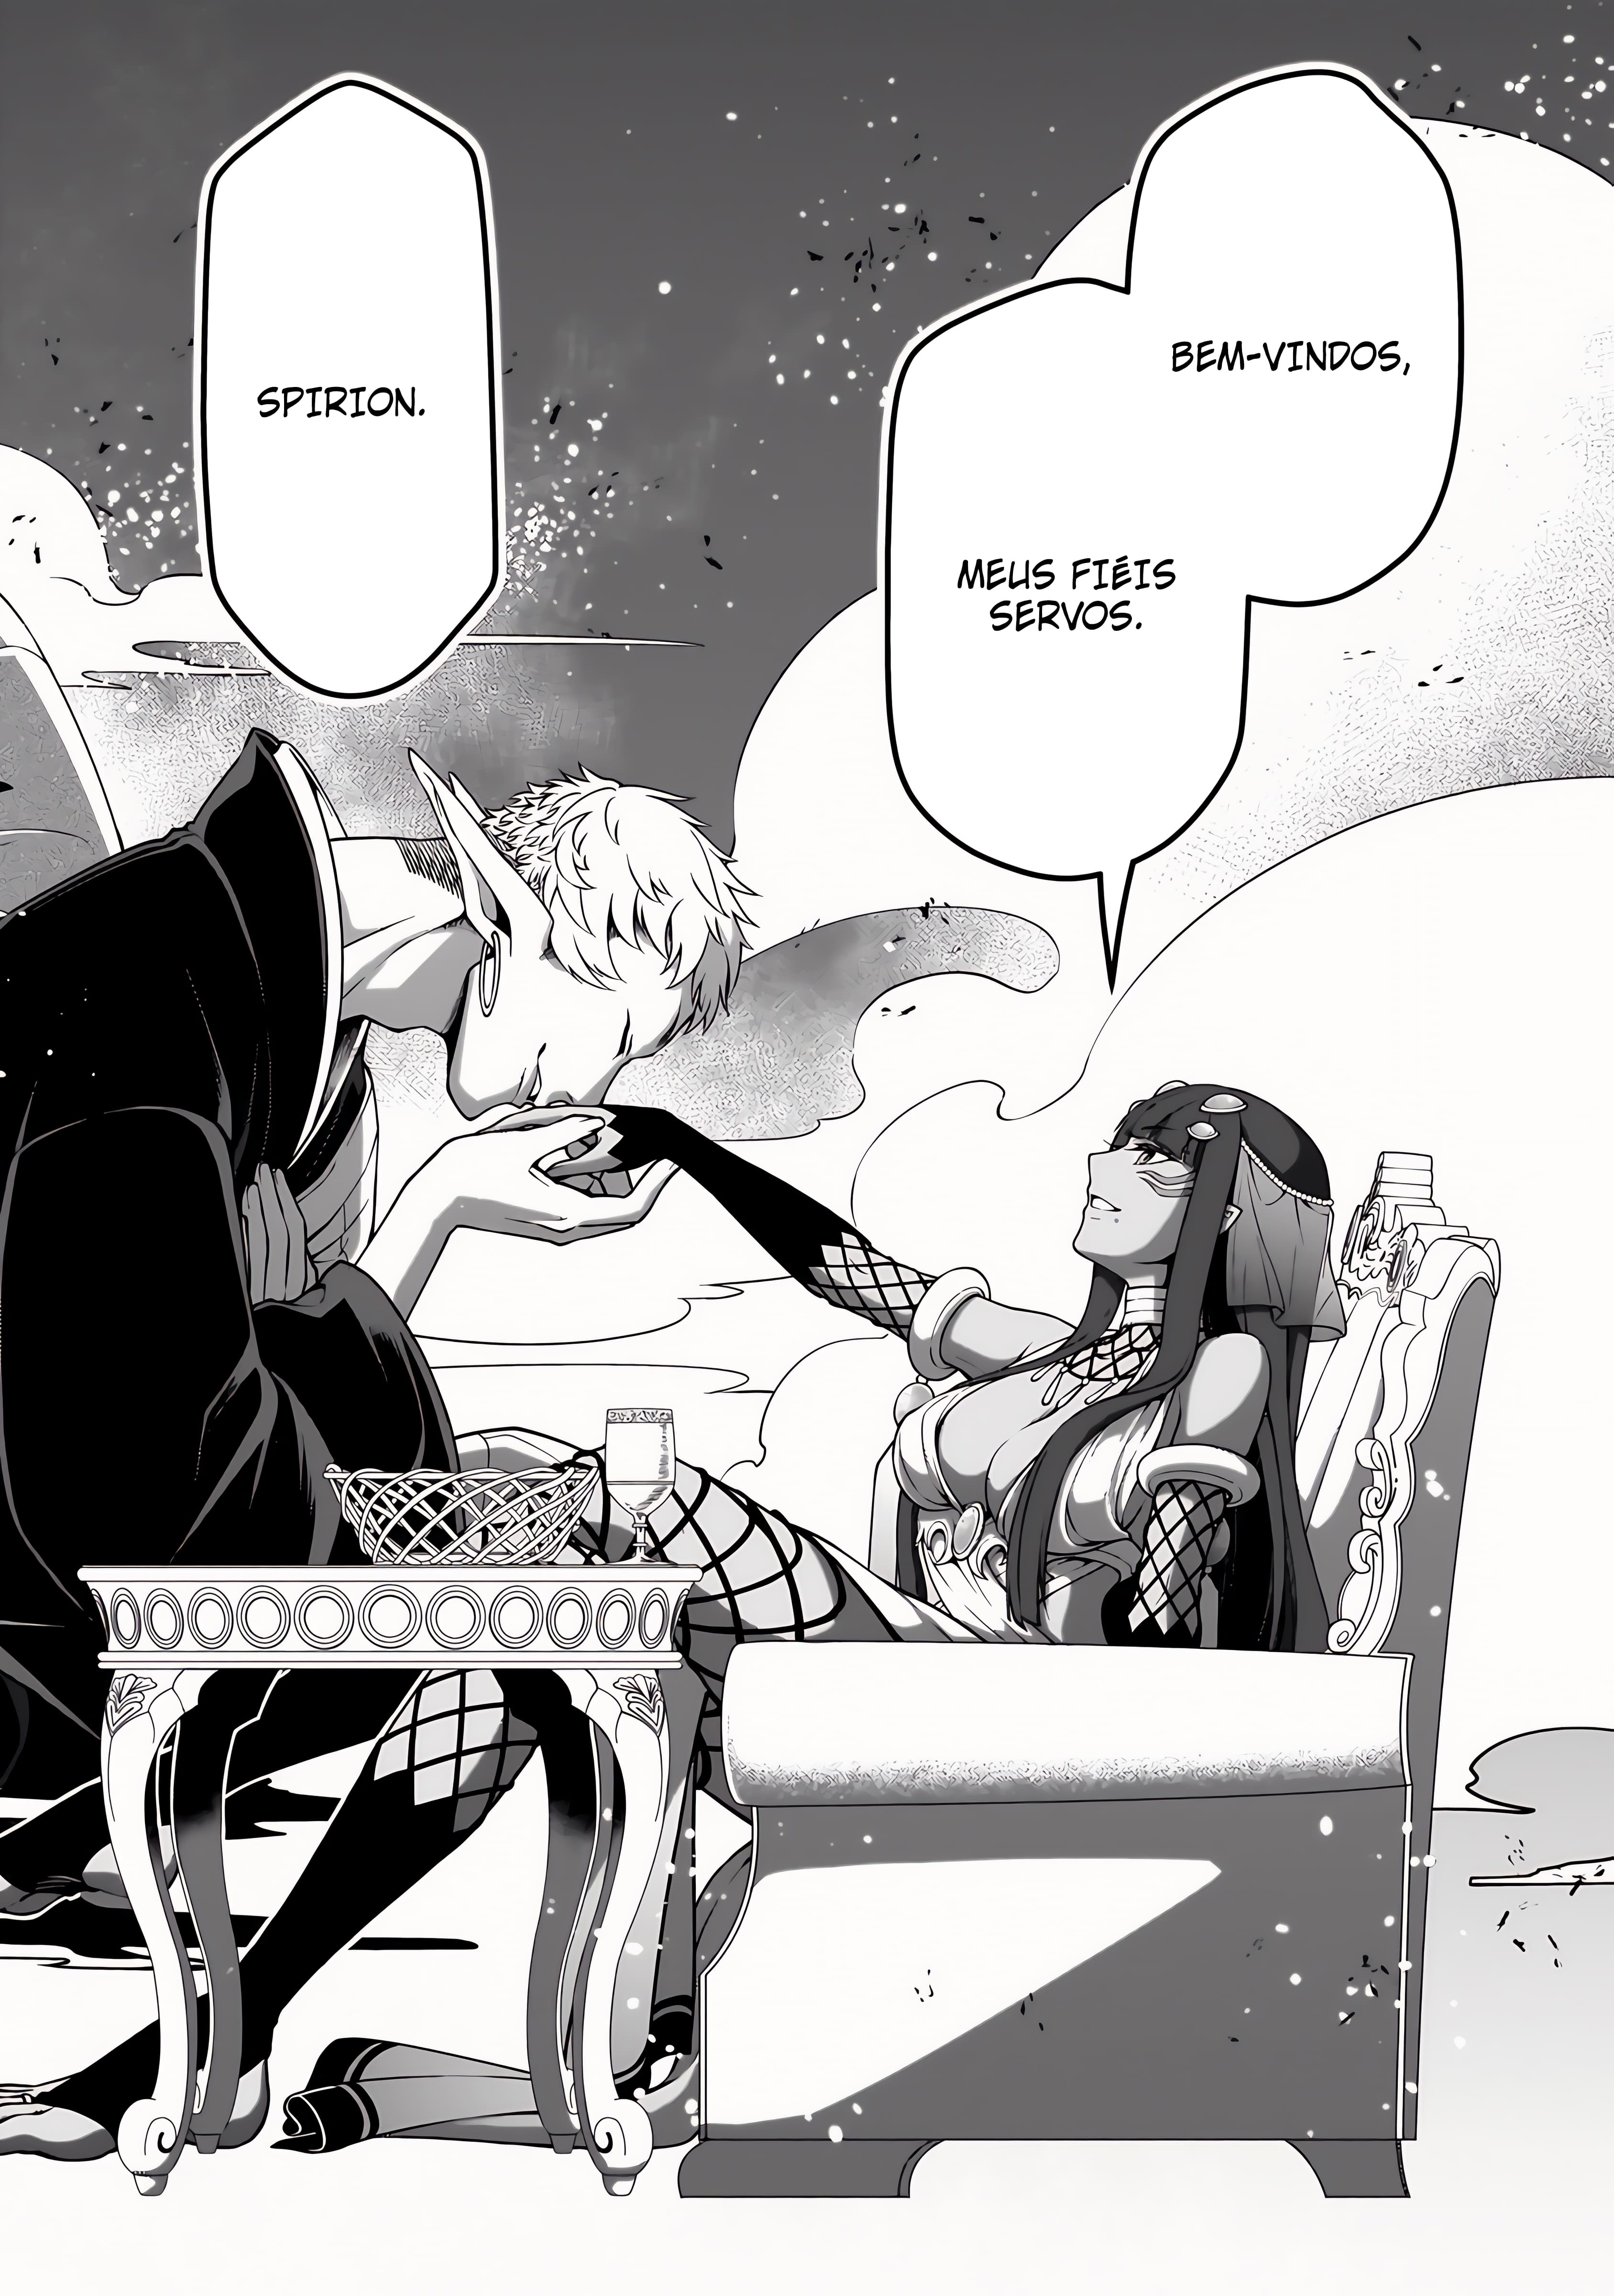 BEM-VINDOS,
MEUS FIÉIS
SERVOS.
SPIRION.